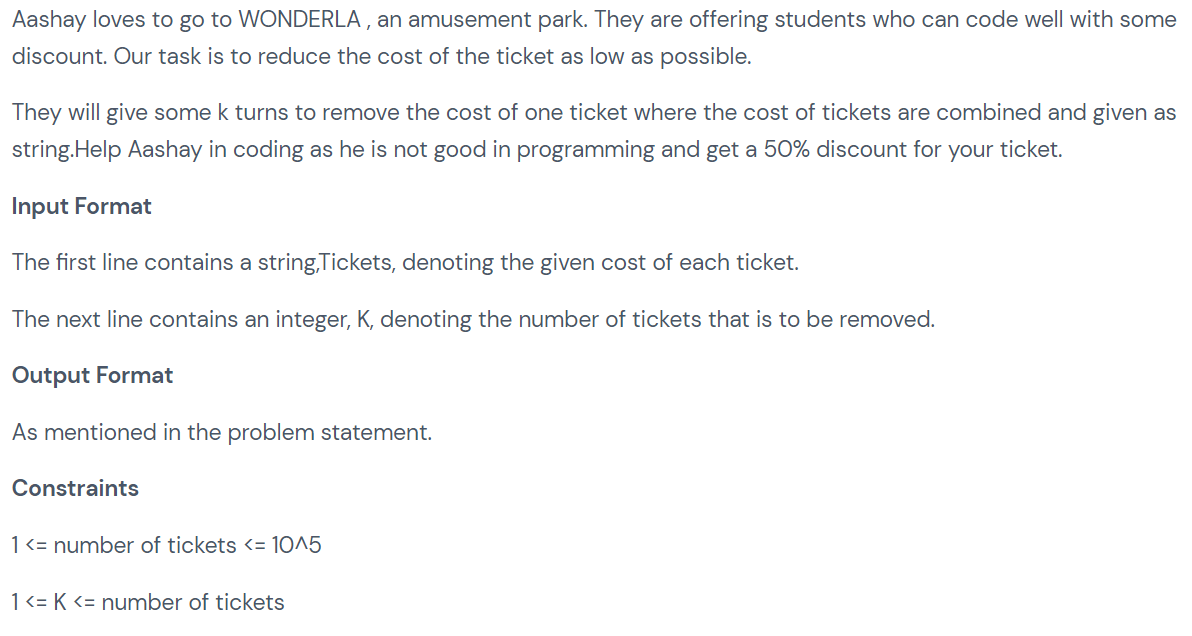 Aashay loves to go to WONDERLA , an amusement park. They are offering students who can code well with some
discount. Our task is to reduce the cost of the ticket as low as possible.
They will give some k turns to remove the cost of one ticket where the cost of tickets are combined and given as
string.Help Aashay in coding as he is not good in programming and get a 50% discount for your ticket.
Input Format
The first line contains a string,Tickets, denoting the given cost of each ticket.
The next line contains an integer, K, denoting the number of tickets that is to be removed.
Output Format
As mentioned in the problem statement.
Constraints
1 <= number of tickets <= 10^5
1 <= K <= number of tickets